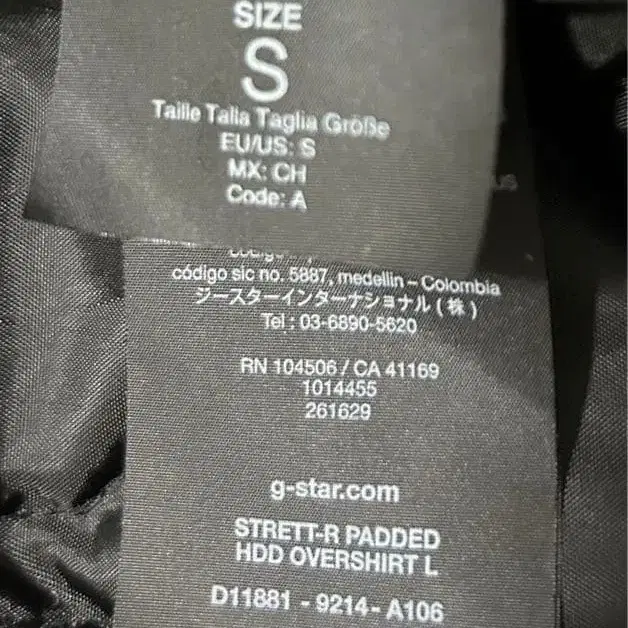 SIZE
S
Taille Talla Taglia Größe
EU/US: S
MX: CH
Code: A
US
código sic no. 5887, medellin – Colombia
ジースターインターナショナル(株)
Tel : 03-6890-5620
RN 104506 / CA 41169
1014455
261629
g-star.com
STRETT-R PADDED
HDD OVERSHIRT L
D11881 - 9214 - A106